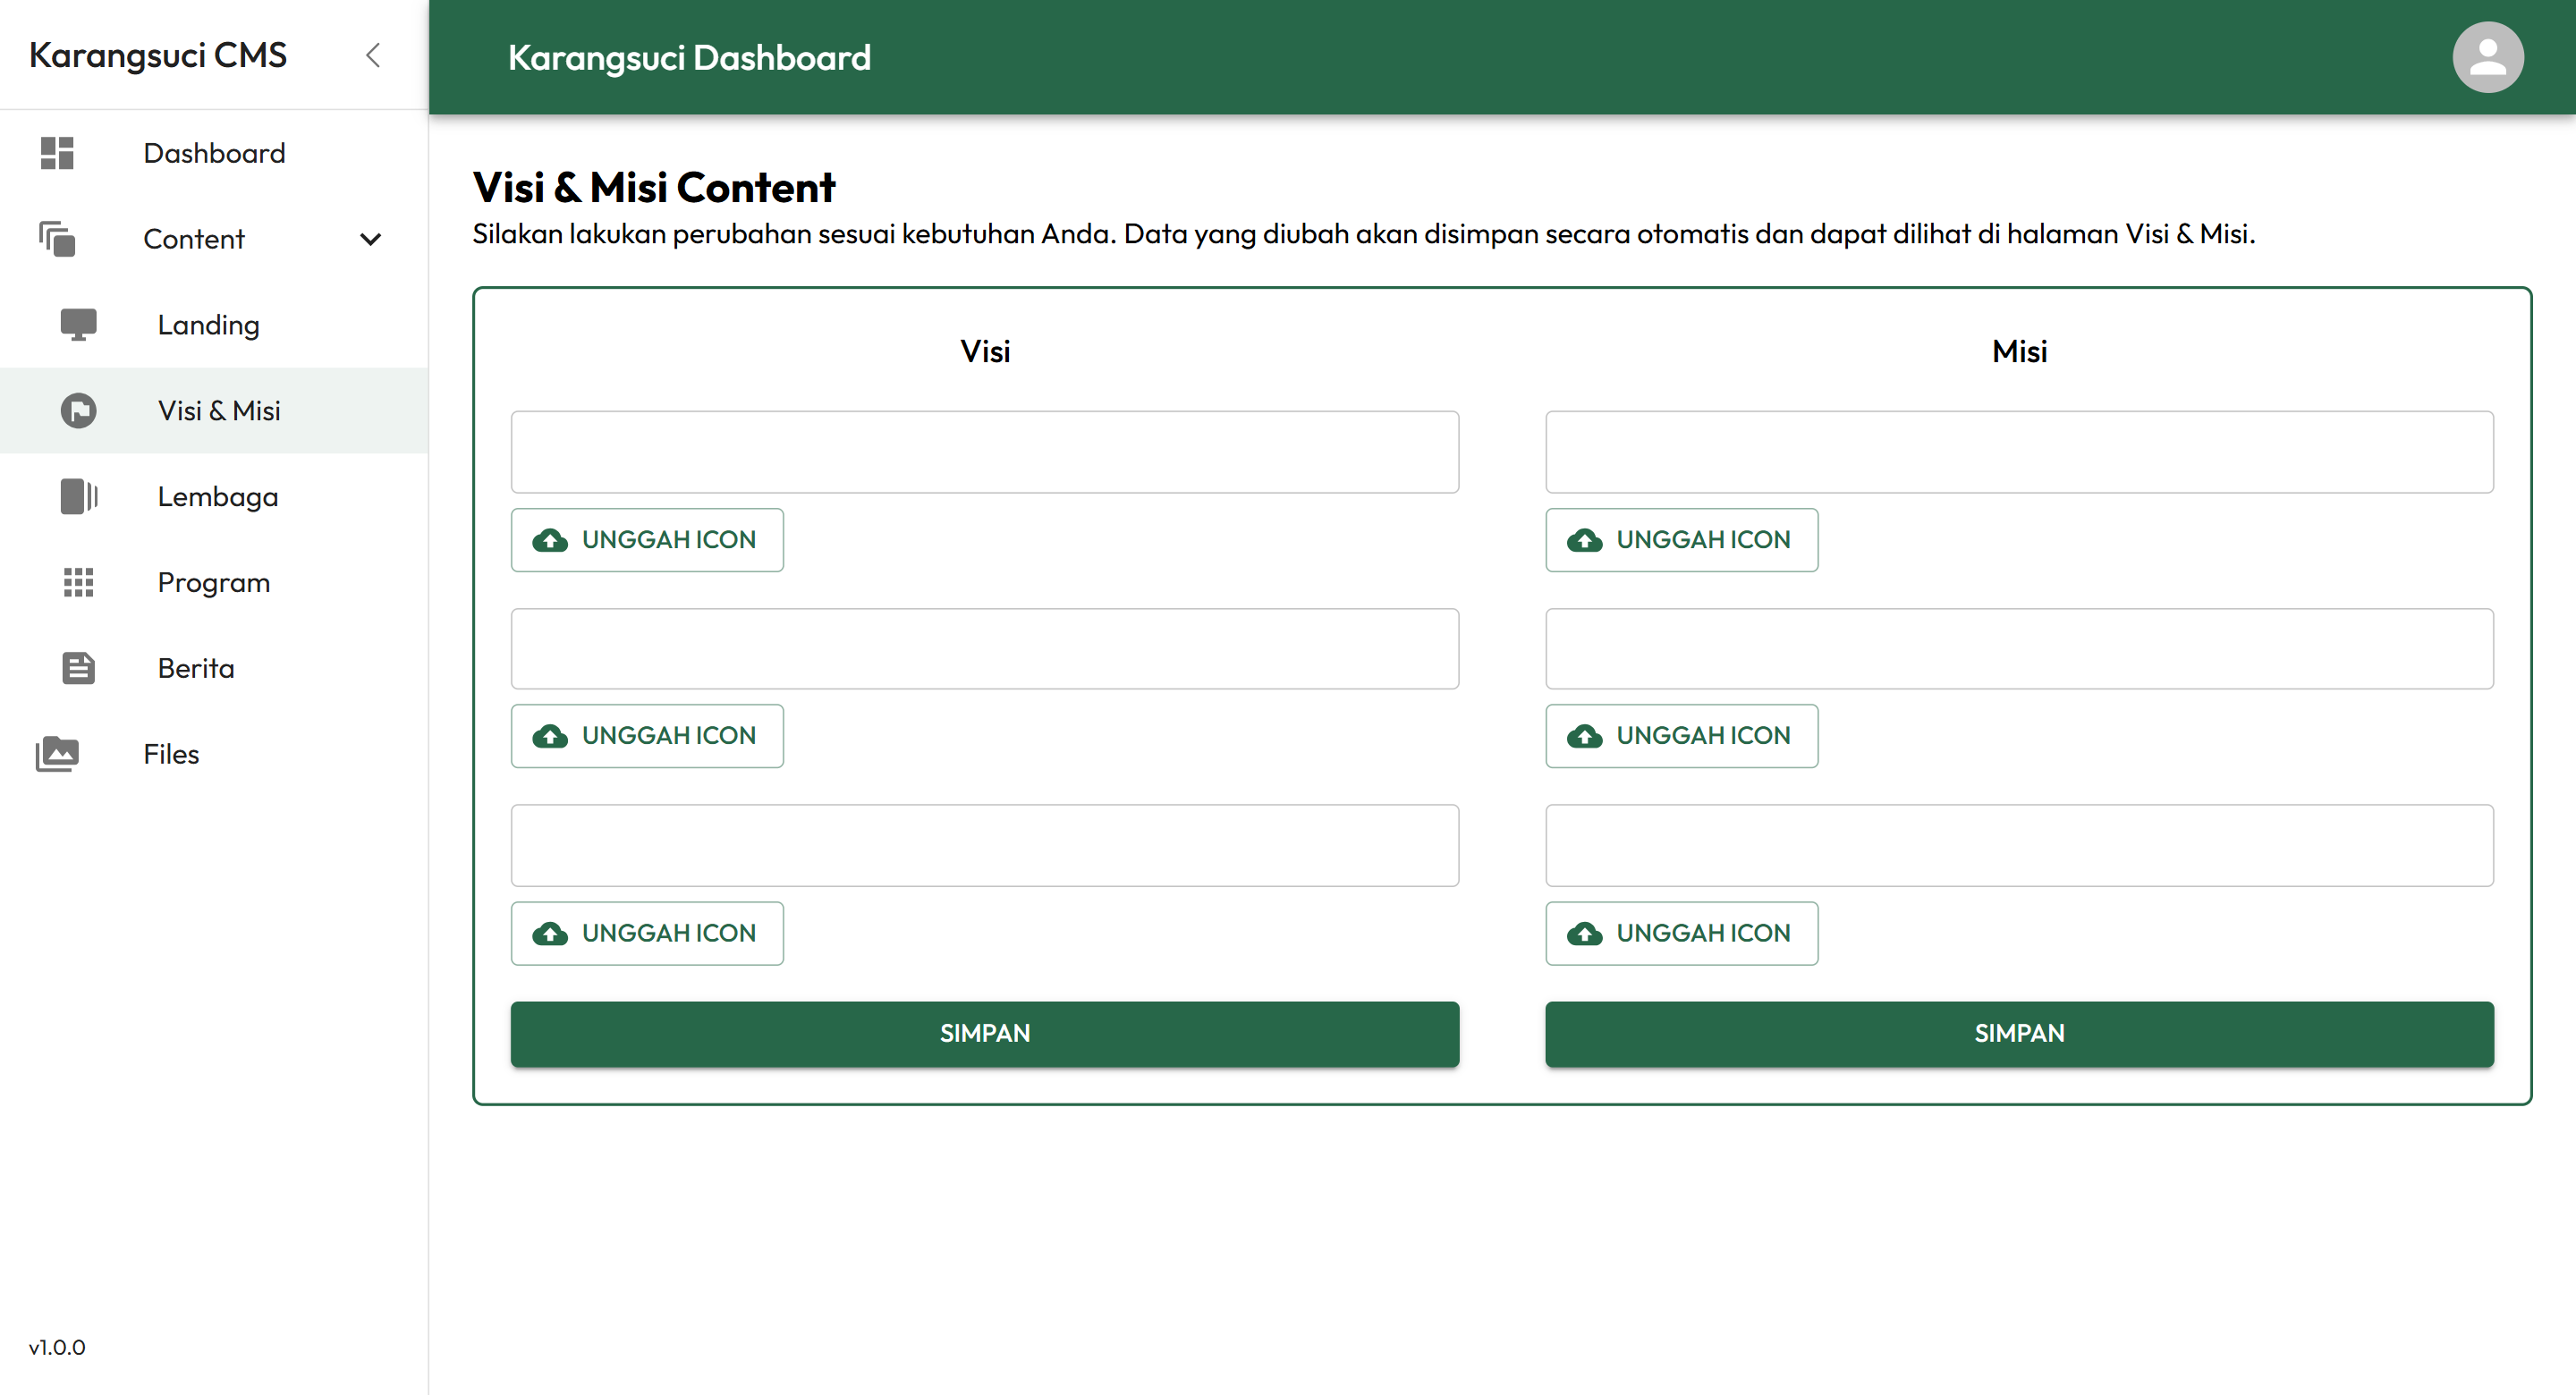 Karangsuci CMS
Karangsuci Dashboard
Dashboard
Content
Landing
Visi & Misi
Lembaga
Program
Berita
Files
v1.0.0
Visi & Misi Content
Silakan lakukan perubahan sesuai kebutuhan Anda. Data yang diubah akan disimpan secara otomatis dan dapat dilihat di halaman Visi & Misi.
Visi
UNGGAH ICON
UNGGAH ICON
UNGGAH ICON
SIMPAN
Misi
UNGGAH ICON
UNGGAH ICON
UNGGAH ICON
SIMPAN